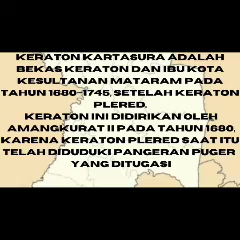 KERATON KARTASURA ADALAH
BEKAS KERATON DAN IBU KOTA
KESULTANAN MATARAM PADA
TAHUN 1680-1745, SETELAH KERATON
PLERED.
KERATON INI DIDIRIKAN OLEH
AMANGKURAT II PADA TAHUN 1680,
KARENA KERATON PLERED SAAT ITU
TELAH DIDUDUKI PANGERAN PUGER
YANG DITUGASI